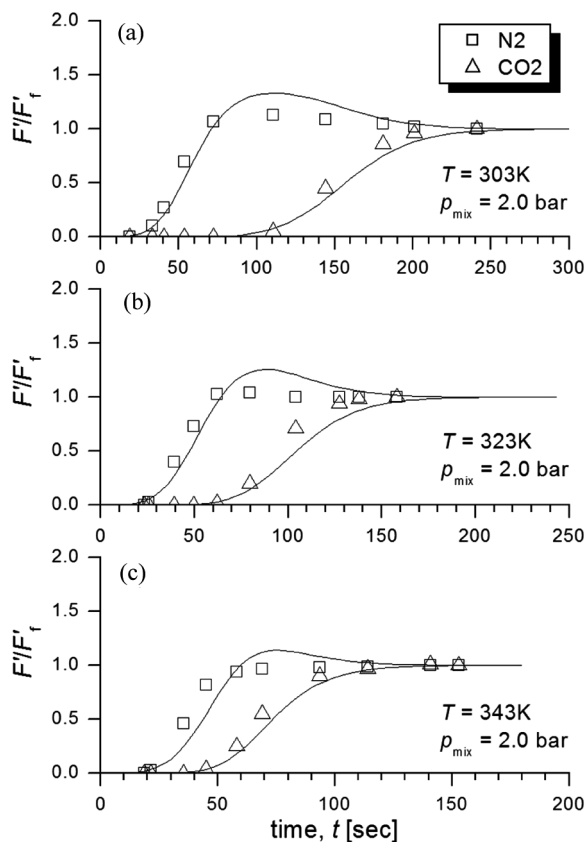 (a)
N2
CO2
2.0
1.5
1.0
0.5
0.0
F'/F'f
T = 303K
pmix = 2.0 bar
0 50 100 150 200 250 300
(b)
2.0
1.5
1.0
0.5
0.0
F'/F'f
T = 323K
pmix = 2.0 bar
0 50 100 150 200 250
(c)
2.0
1.5
1.0
0.5
0.0
F'/F'f
T = 343K
pmix = 2.0 bar
0 50 100 150 200
time, t [sec]